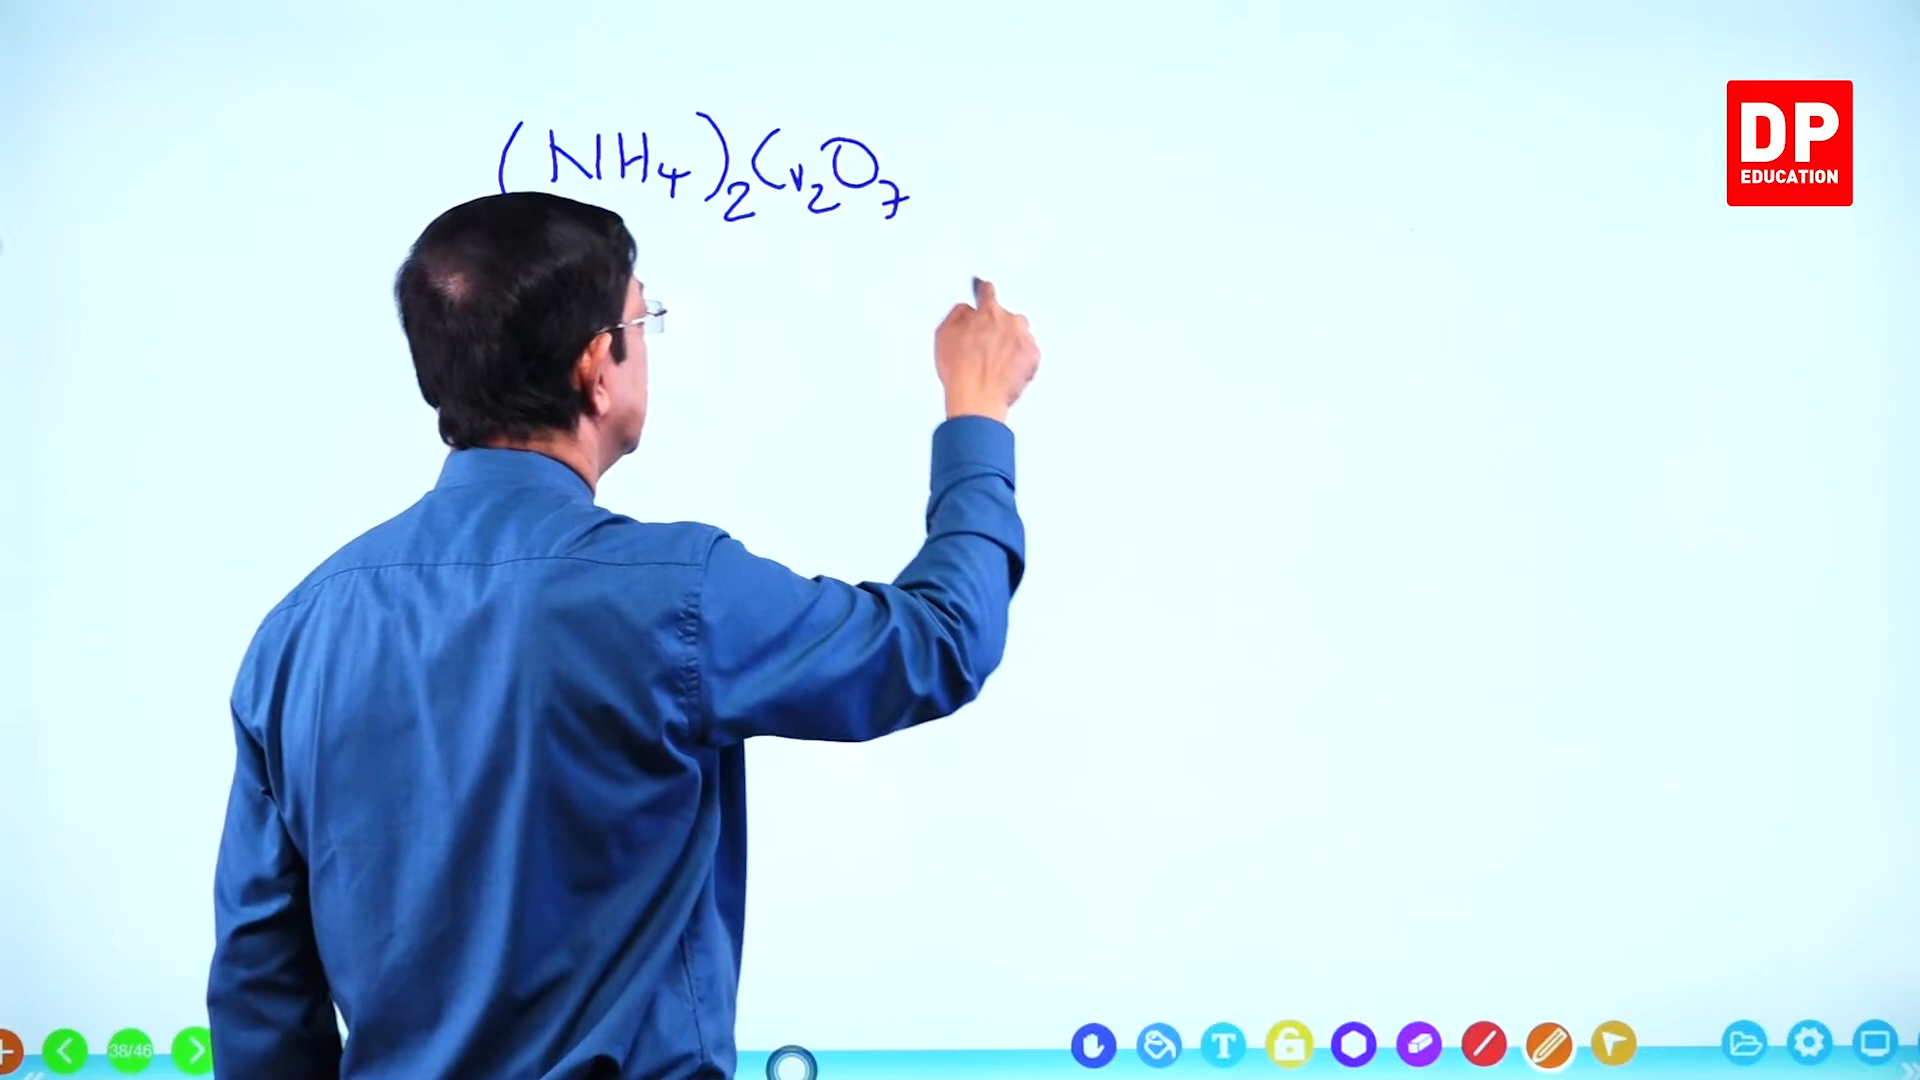 (NH₄)₂Cr₂O₇
DP
EDUCATION
38/46
T